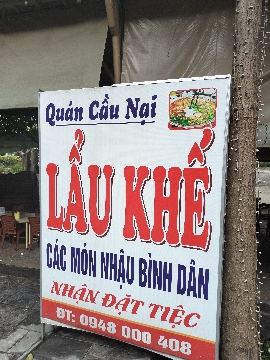 Quán Cầu Nại
LẨU KHẾ
CÁC MÓN NHẬU BÌNH DÂN
NHẬN ĐẶT TIỆC
ĐT: 0948 000 408